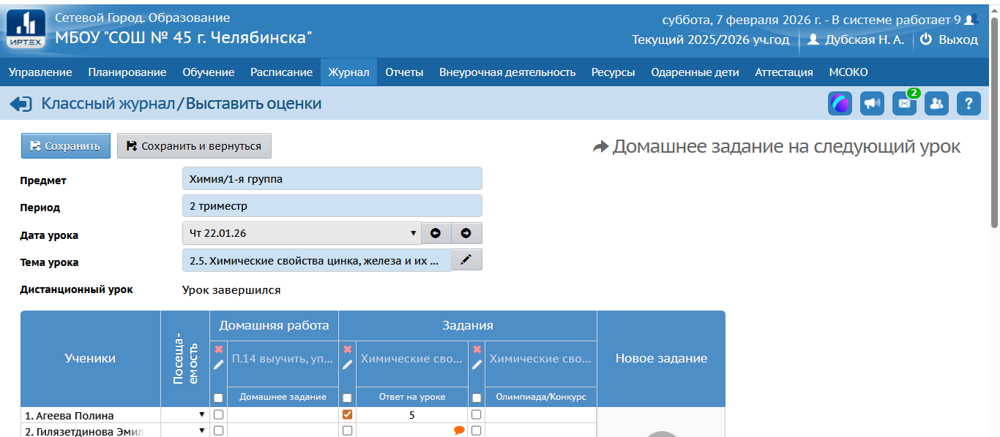 Сетевой Город. Образование
МБОУ "СОШ № 45 г. Челябинска"
ИРТЕХ
суббота, 7 февраля 2026 г. - В системе работает 9
Текущий 2025/2026 уч.год Дубская Н. А. Выход
Управление Планирование Обучение Расписание Журнал Отчеты Внеурочная деятельность Ресурсы Одаренные дети Аттестация МСОКО
Классный журнал/Выставить оценки
2
?
Сохранить Сохранить и вернуться
Домашнее задание на следующий урок
Предмет Химия/1-я группа
Период 2 триместр
Дата урока Чт 22.01.26
Тема урока 2.5. Химические свойства цинка, железа и их ...
Дистанционный урок Урок завершился
Ученики
Посеща-
емость
Домашняя работа Задания
П.14 выучить, уп... Химические сво... Химические сво...
Новое задание
Домашнее задание Ответ на уроке Олимпиада/Конкурс
1. Агеева Полина 5
2. Гилязетдинова Эмил